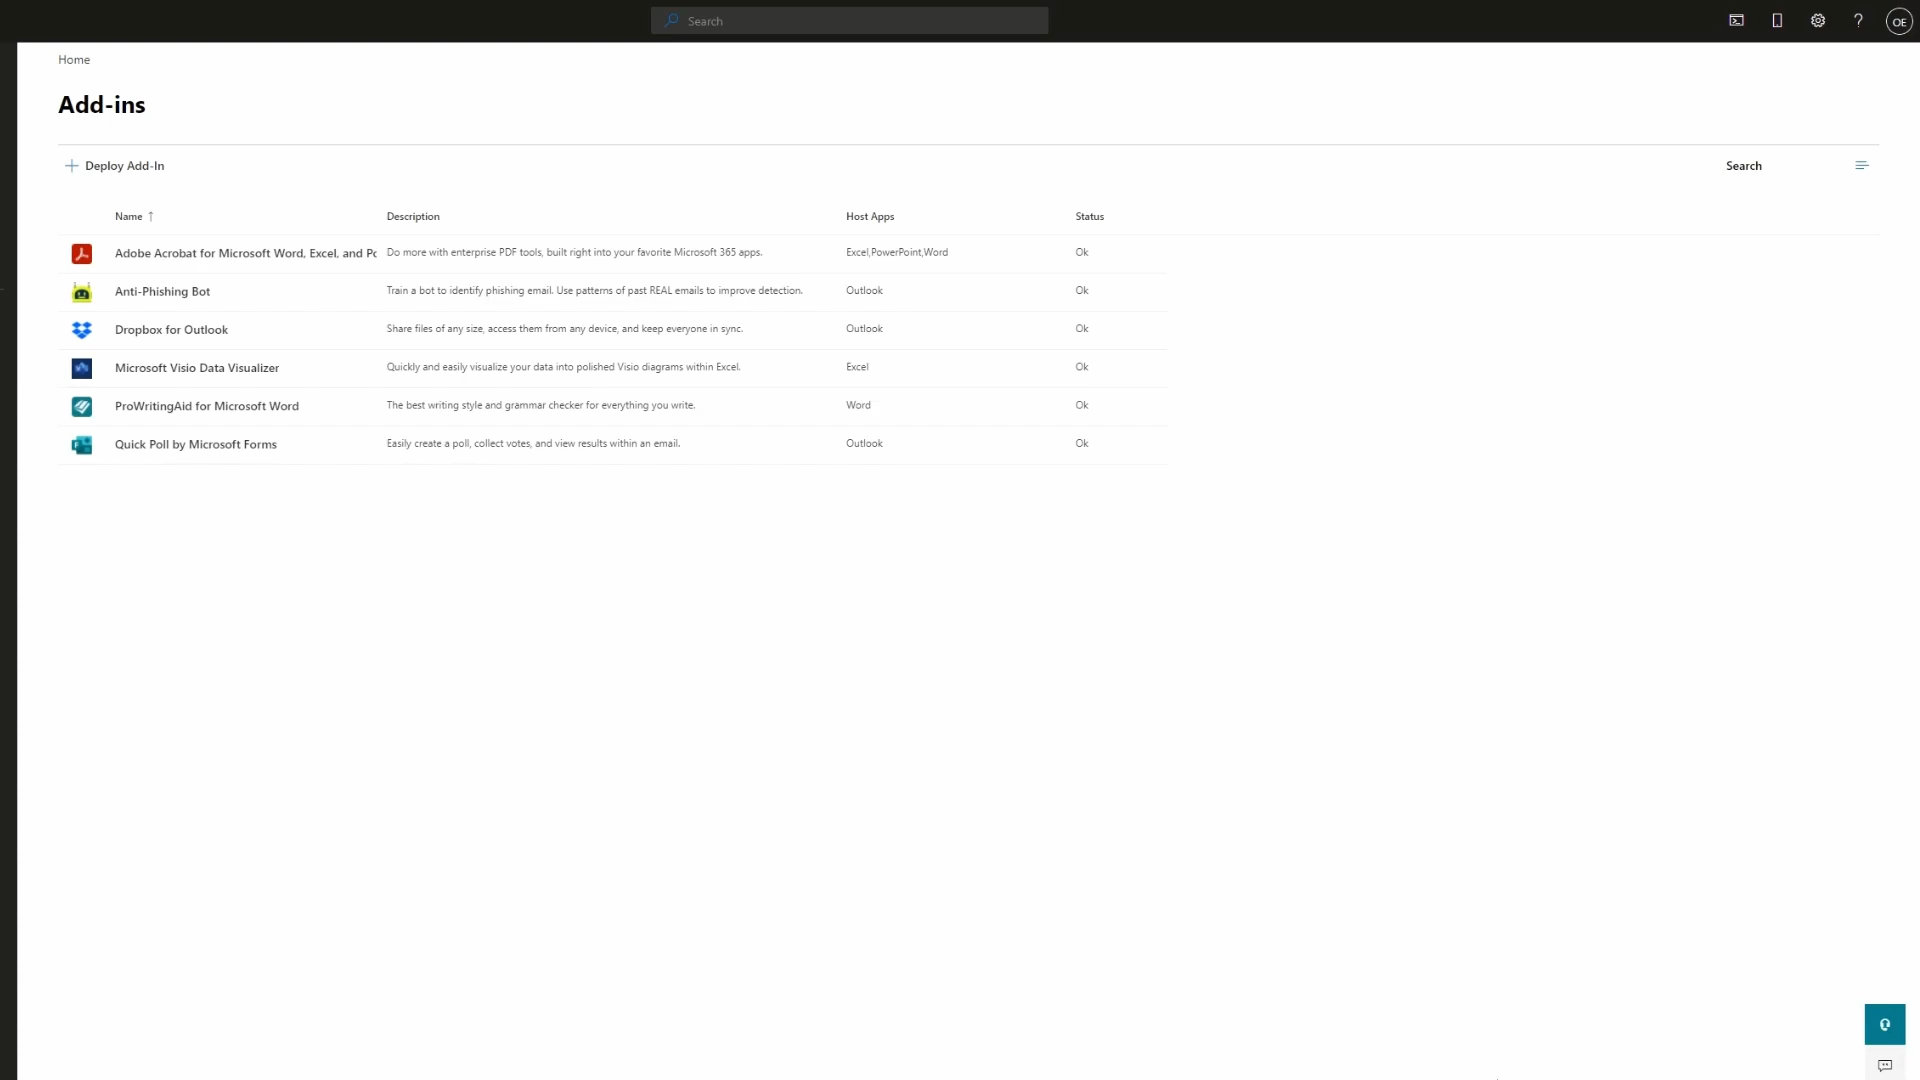 Search
OE
Home
Add-ins
Deploy Add-In
Search
Name ↑ Description Host Apps Status
Adobe Acrobat for Microsoft Word, Excel, and Po Do more with enterprise PDF tools, built right into your favorite Microsoft 365 apps. Excel,PowerPoint,Word Ok
Anti-Phishing Bot Train a bot to identify phishing email. Use patterns of past REAL emails to improve detection. Outlook Ok
Dropbox for Outlook Share files of any size, access them from any device, and keep everyone in sync. Outlook Ok
Microsoft Visio Data Visualizer Quickly and easily visualize your data into polished Visio diagrams within Excel. Excel Ok
ProWritingAid for Microsoft Word The best writing style and grammar checker for everything you write. Word Ok
Quick Poll by Microsoft Forms Easily create a poll, collect votes, and view results within an email. Outlook Ok